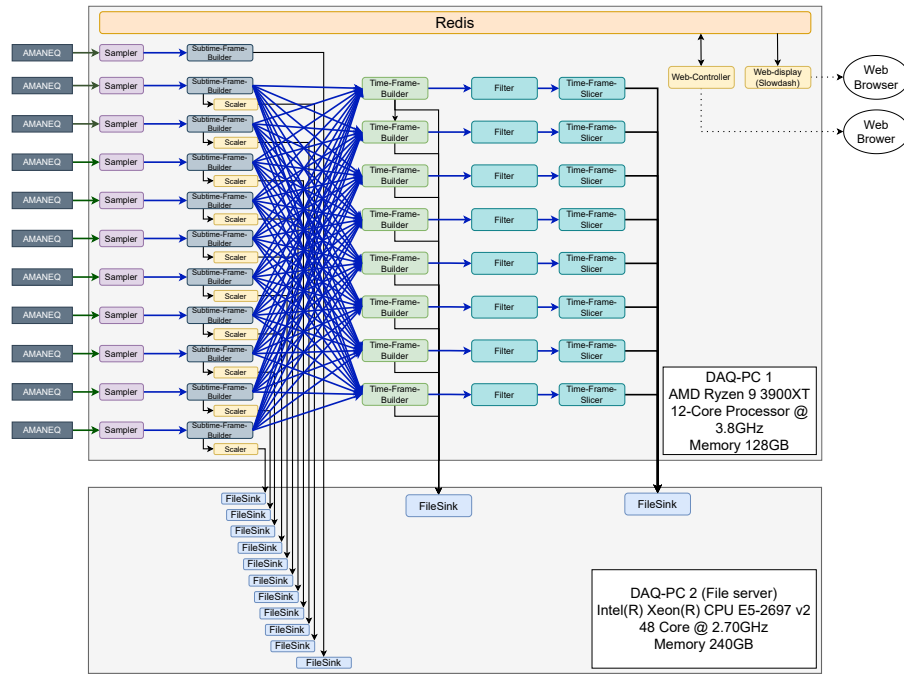 Redis
AMANEQ
Sampler
Subtime-Frame-
Builder
Web-Controller
Web-display
(Slowdash)
Web
Browser
AMANEQ
Sampler
Subtime-Frame-
Builder
Scaler
Time-Frame-
Builder
Filter
Time-Frame-
Slicer
Web
Brower
AMANEQ
Sampler
Subtime-Frame-
Builder
Scaler
Time-Frame-
Builder
Filter
Time-Frame-
Slicer
AMANEQ
Sampler
Subtime-Frame-
Builder
Scaler
Time-Frame-
Builder
Filter
Time-Frame-
Slicer
AMANEQ
Sampler
Subtime-Frame-
Builder
Scaler
Time-Frame-
Builder
Filter
Time-Frame-
Slicer
AMANEQ
Sampler
Subtime-Frame-
Builder
Scaler
Time-Frame-
Builder
Filter
Time-Frame-
Slicer
AMANEQ
Sampler
Subtime-Frame-
Builder
Scaler
Time-Frame-
Builder
Filter
Time-Frame-
Slicer
AMANEQ
Sampler
Subtime-Frame-
Builder
Scaler
Time-Frame-
Builder
Filter
Time-Frame-
Slicer
AMANEQ
Sampler
Subtime-Frame-
Builder
Scaler
Time-Frame-
Builder
Filter
Time-Frame-
Slicer
AMANEQ
Sampler
Subtime-Frame-
Builder
Scaler
AMANEQ
Sampler
Subtime-Frame-
Builder
Scaler
DAQ-PC 1
AMD Ryzen 9 3900XT
12-Core Processor @
3.8GHz
Memory 128GB
FileSink
FileSink
FileSink
FileSink
FileSink
FileSink
FileSink
FileSink
FileSink
FileSink
FileSink
FileSink
FileSink
DAQ-PC 2 (File server)
Intel(R) Xeon(R) CPU E5-2697 v2
48 Core @ 2.70GHz
Memory 240GB